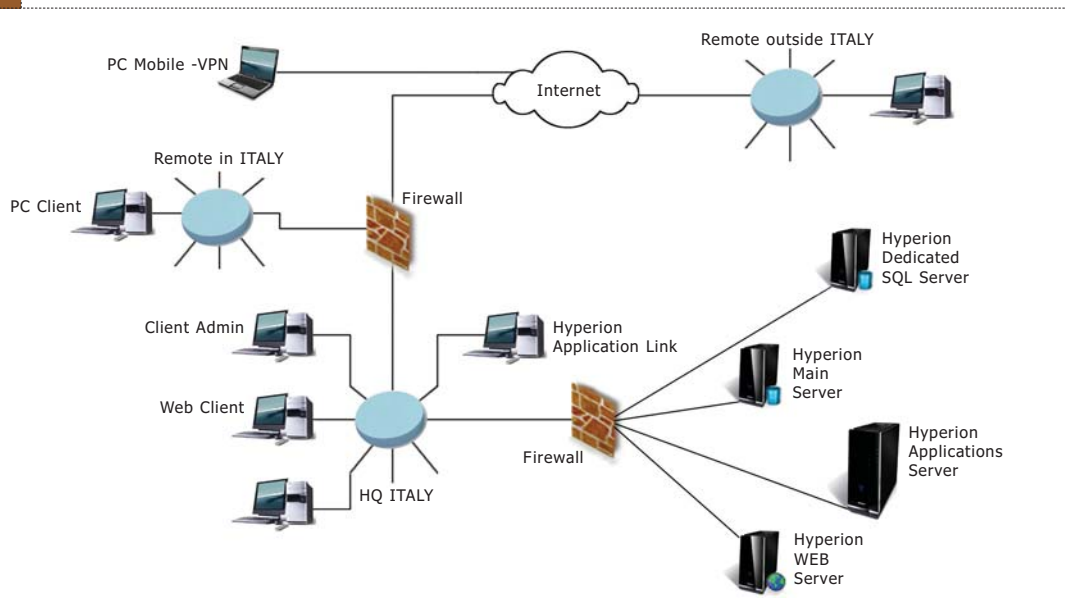 Remote outside ITALY
PC Mobile -VPN
Internet
Remote in ITALY
PC Client
Firewall
Hyperion
Dedicated
SQL Server
Client Admin
Hyperion
Application Link
Hyperion
Main
Server
Web Client
Hyperion
Applications
Server
Firewall
HQ ITALY
Hyperion
WEB
Server